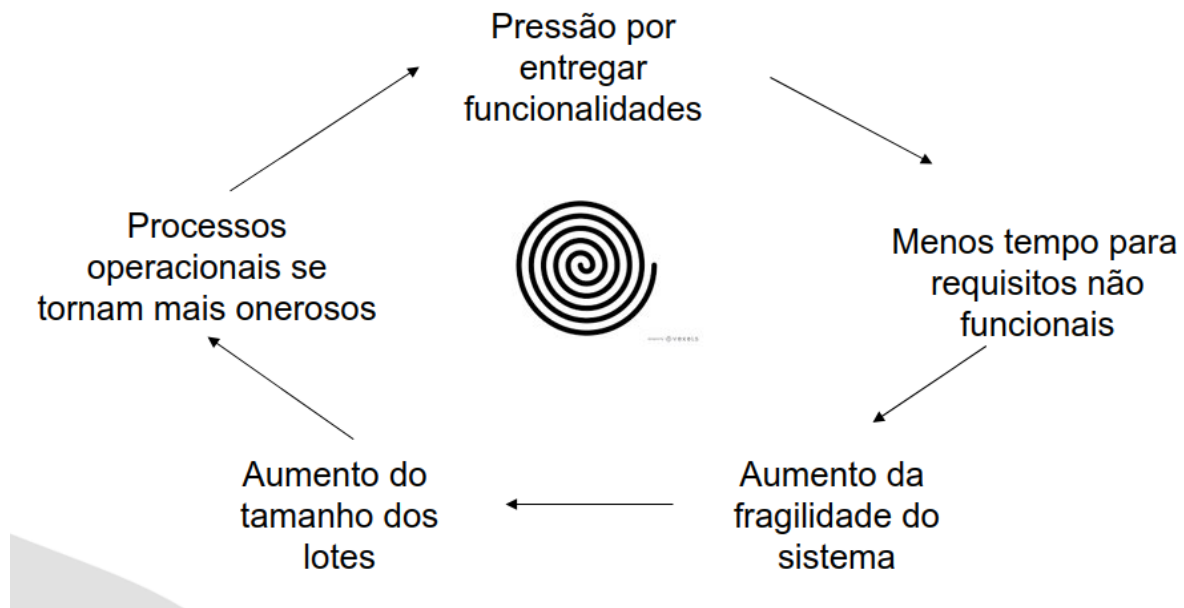 Pressão por
entregar
funcionalidades
Menos tempo para
requisitos não
funcionais
Aumento da
fragilidade do
sistema
Aumento do
tamanho dos
lotes
Processos
operacionais se
tornam mais onerosos